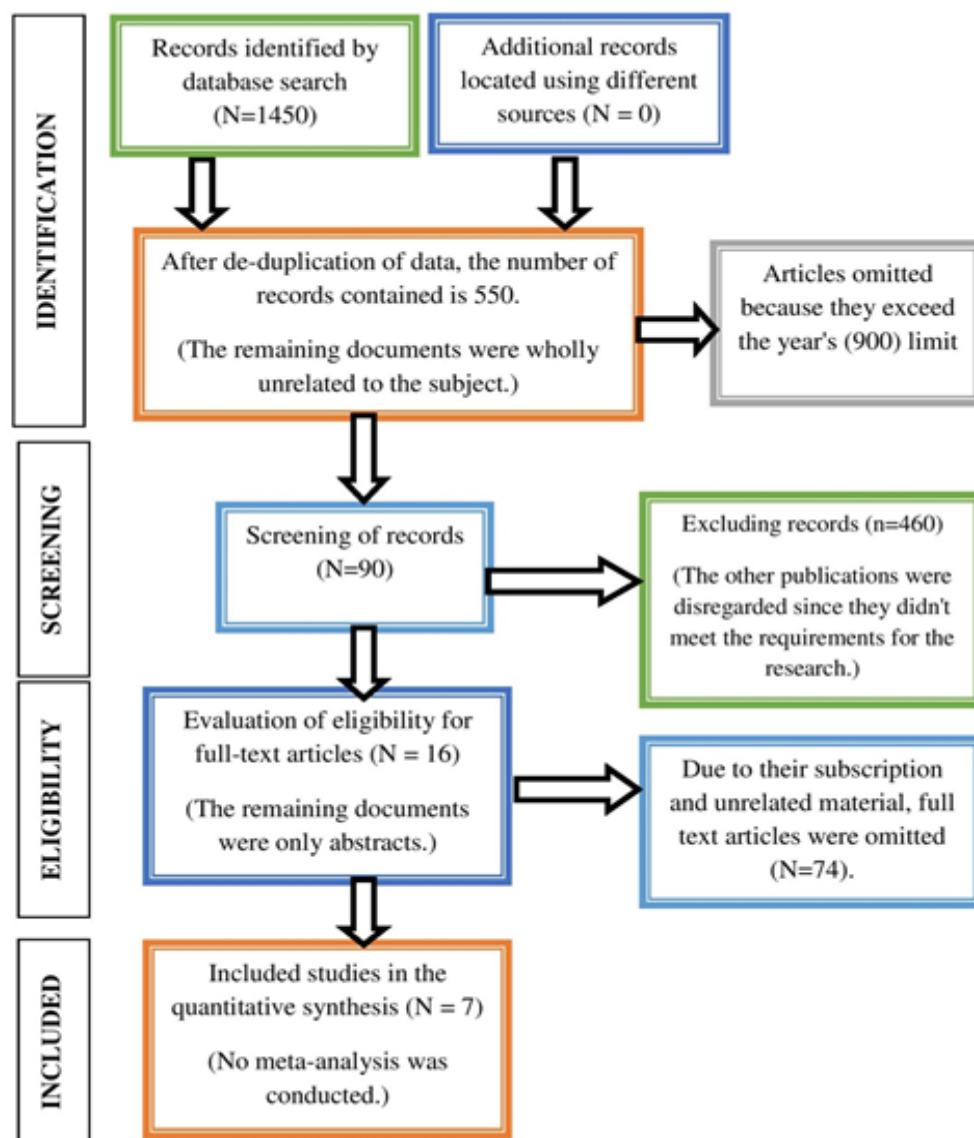 IDENTIFICATION
Records identified by
database search
(N=1450)
Additional records
located using different
sources (N = 0)
After de-duplication of data, the number of
records contained is 550.
(The remaining documents were wholly
unrelated to the subject.)
Articles omitted
because they exceed
the year's (900) limit
SCREENING
Screening of records
(N=90)
Excluding records (n=460)
(The other publications were
disregarded since they didn't
meet the requirements for the
research.)
ELIGIBILITY
Evaluation of eligibility for
full-text articles (N = 16)
(The remaining documents
were only abstracts.)
Due to their subscription
and unrelated material, full
text articles were omitted
(N=74).
INCLUDED
Included studies in the
quantitative synthesis (N = 7)
(No meta-analysis was
conducted.)